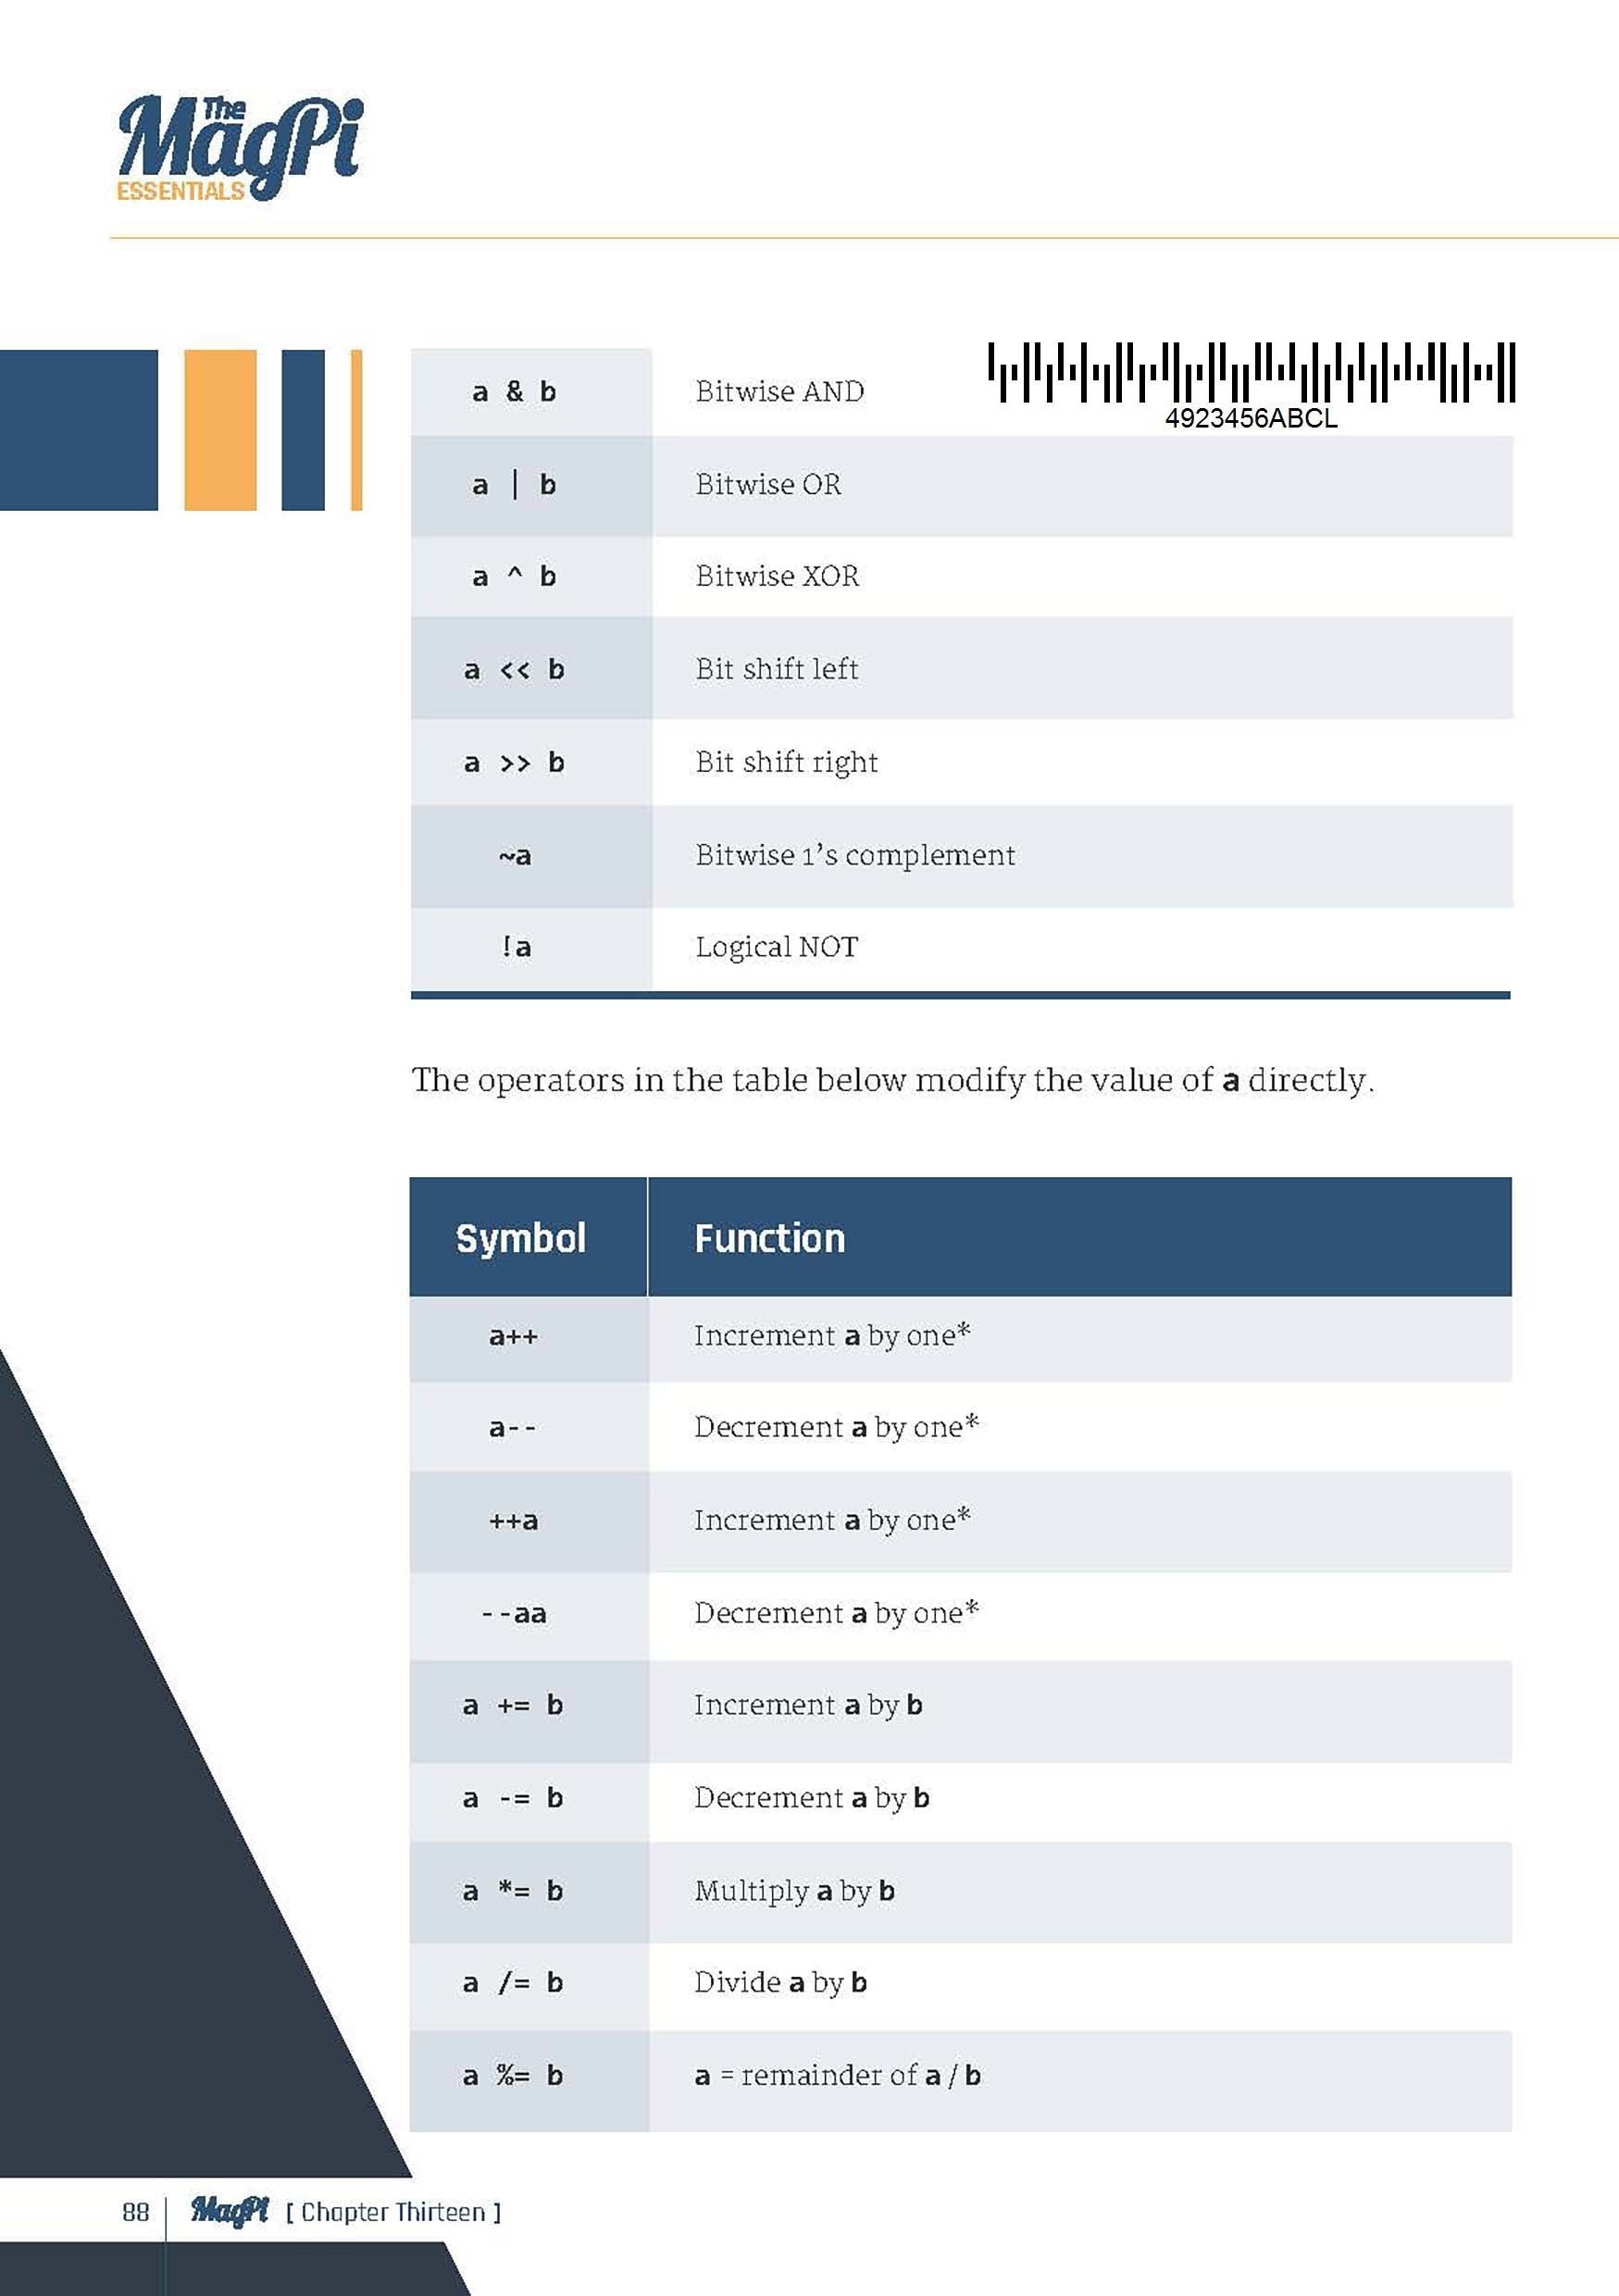 The
MagPi
ESSENTIALS
a & b Bitwise AND
4923456ABCL
a | b Bitwise OR
a ^ b Bitwise XOR
a << b Bit shift left
a >> b Bit shift right
~a Bitwise 1’s complement
!a Logical NOT
The operators in the table below modify the value of a directly.
Symbol Function
a++ Increment a by one*
a-- Decrement a by one*
++a Increment a by one*
--aa Decrement a by one*
a += b Increment a by b
a -= b Decrement a by b
a *= b Multiply a by b
a /= b Divide a by b
a %= b a = remainder of a / b
88 MagPi [ Chapter Thirteen ]